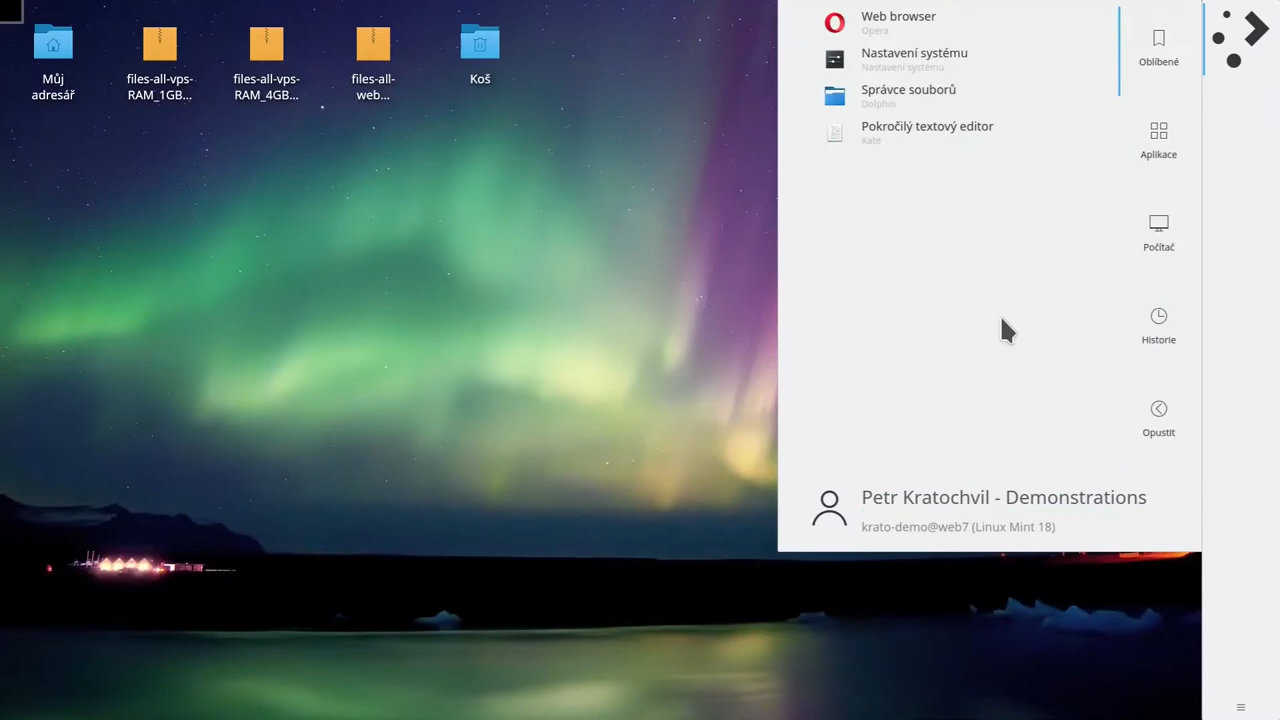 Můj
adresář
files-all-vps-
RAM_1GB...
files-all-vps-
RAM_4GB...
files-all-
web...
Koš
Web browser
Opera
Nastavení systému
Nastavení systému
Správce souborů
Dolphin
Pokročilý textový editor
Kate
Oblíbené
Aplikace
Počítač
Historie
Opustit
Petr Kratochvil - Demonstrations
krato-demo@web7 (Linux Mint 18)